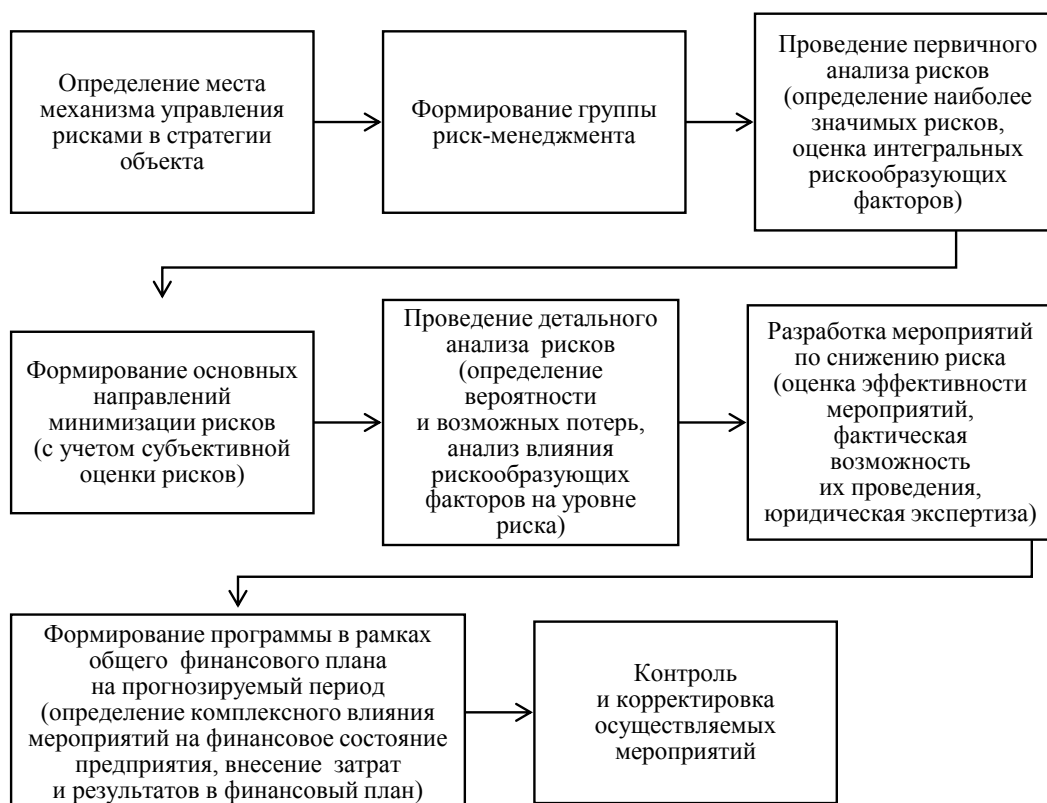 Определение места
механизма управления
рисками в стратегии
объекта
Формирование группы
риск-менеджмента
Проведение первичного
анализа рисков
(определение наиболее
значимых рисков,
оценка интегральных
рискообразующих
факторов)
Формирование основных
направлений
минимизации рисков
(с учетом субъективной
оценки рисков)
Проведение детального
анализа рисков
(определение
вероятности
и возможных потерь,
анализ влияния
рискообразующих
факторов на уровне
риска)
Разработка мероприятий
по снижению риска
(оценка эффективности
мероприятий,
фактическая
возможность
их проведения,
юридическая экспертиза)
Формирование программы в рамках
общего финансового плана
на прогнозируемый период
(определение комплексного влияния
мероприятий на финансовое состояние
предприятия, внесение затрат
и результатов в финансовый план)
Контроль
и корректировка
осуществляемых
мероприятий